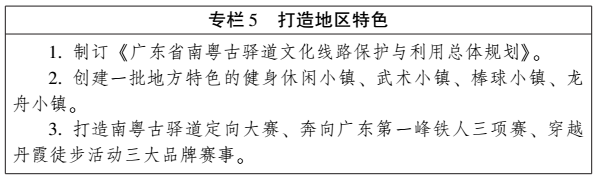 专栏5 打造地区特色
1. 制订《广东省南粤古驿道文化线路保护与利用总体规划》。
2. 创建一批地方特色的健身休闲小镇、武术小镇、棒球小镇、龙
舟小镇。
3. 打造南粤古驿道定向大赛、奔向广东第一峰铁人三项赛、穿越
丹霞徒步活动三大品牌赛事。